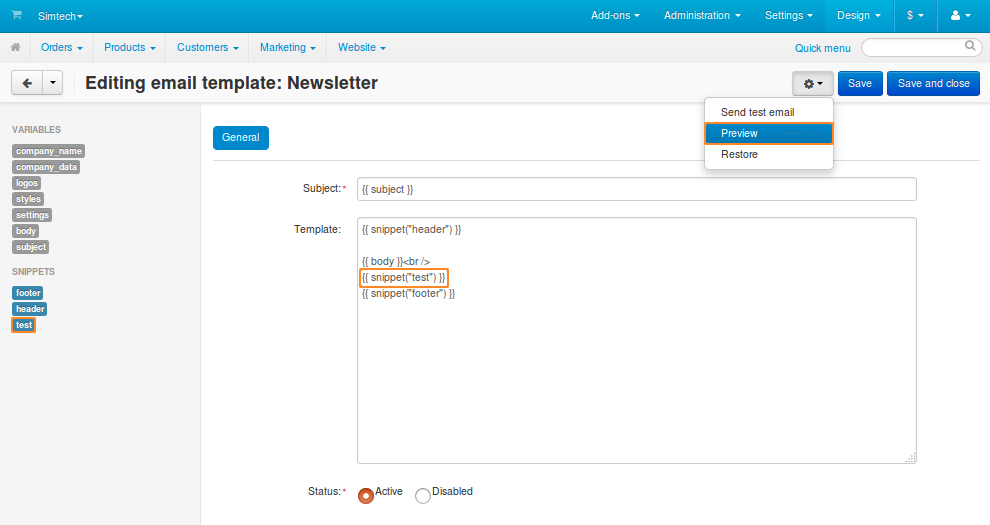 Simtech
Add-ons
Administration
Settings
Design
$
Orders
Products
Customers
Marketing
Website
Quick menu
Editing email template: Newsletter
Save
Save and close
Send test email
Preview
Restore
VARIABLES
company_name
company_data
logos
styles
settings
body
subject
SNIPPETS
footer
header
test
General
Subject:*
{{ subject }}
Template:
{{ snippet("header") }}
{{ body }}<br />
{{ snippet("test") }}
{{ snippet("footer") }}
Status:*
Active
Disabled